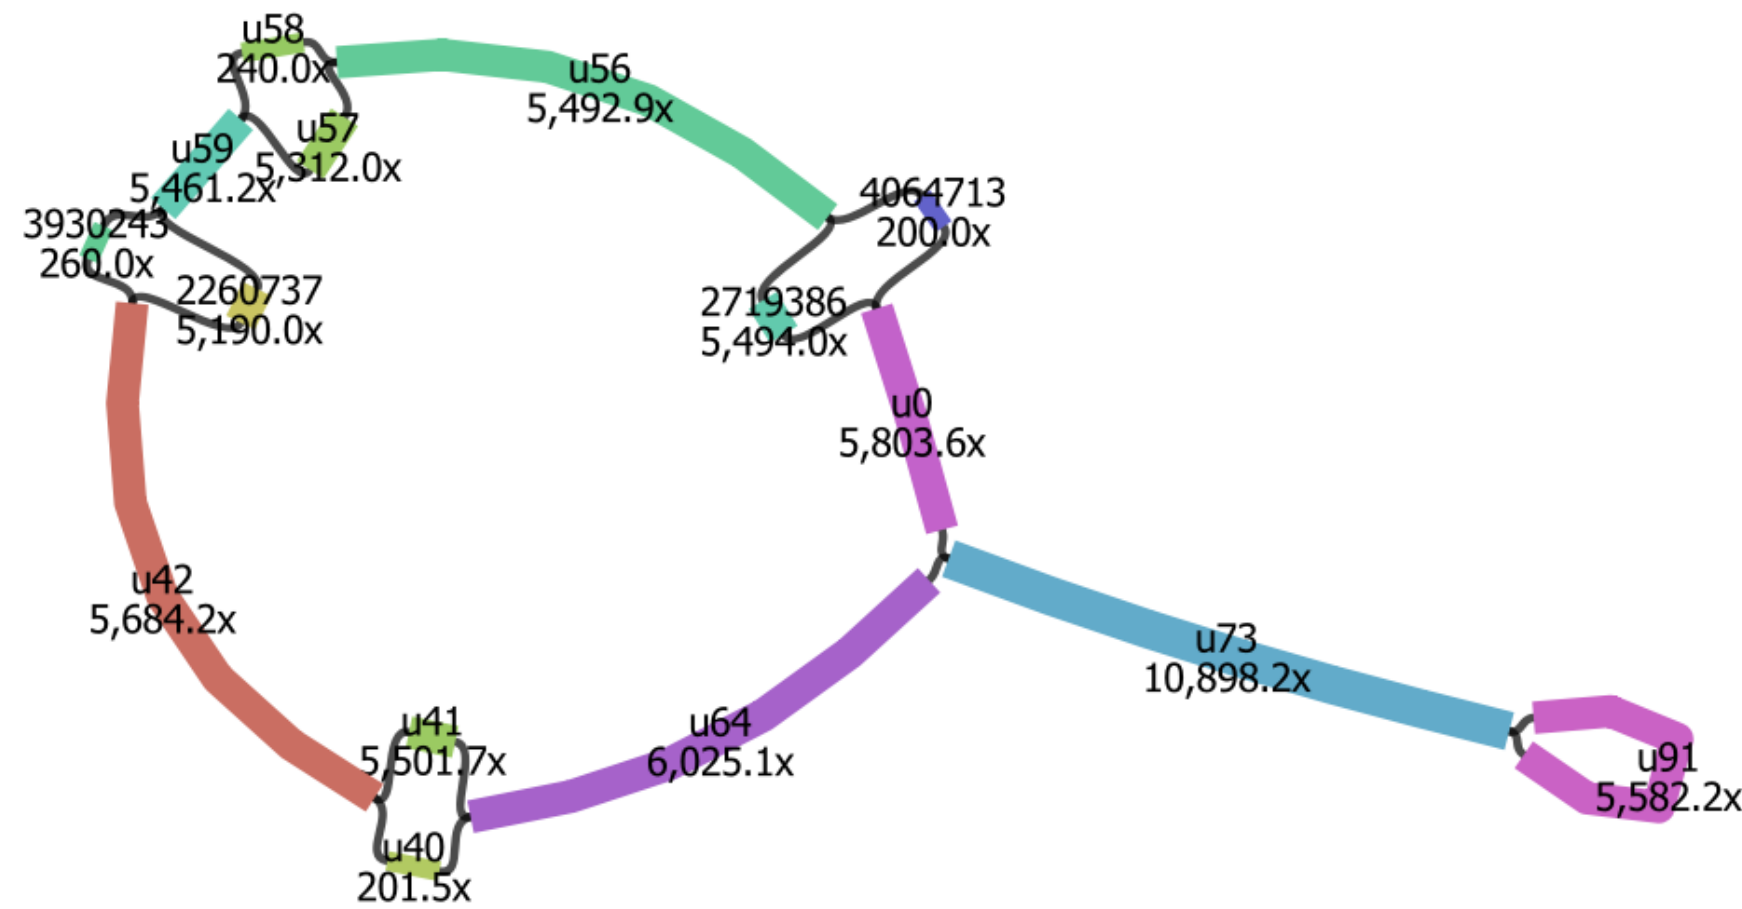 u58
240.0x
u56
5,492.9x
u57
5,312.0x
u59
5,461.2x
3930243
260.0x
2260737
5,190.0x
4064713
200.0x
2719386
5,494.0x
u0
5,803.6x
u42
5,684.2x
u73
10,898.2x
u41
5,501.7x
u64
6,025.1x
u91
5,582.2x
u40
201.5x